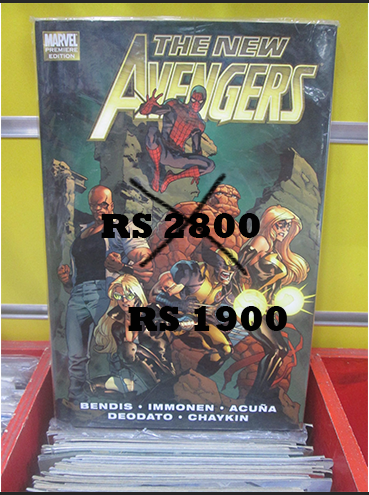 MARVEL
PREMIERE
EDITION
THE NEW
AVENGERS
RS 2800
RS 1900
BENDIS • IMMONEN • ACUÑA
DEODATO • CHAYKIN